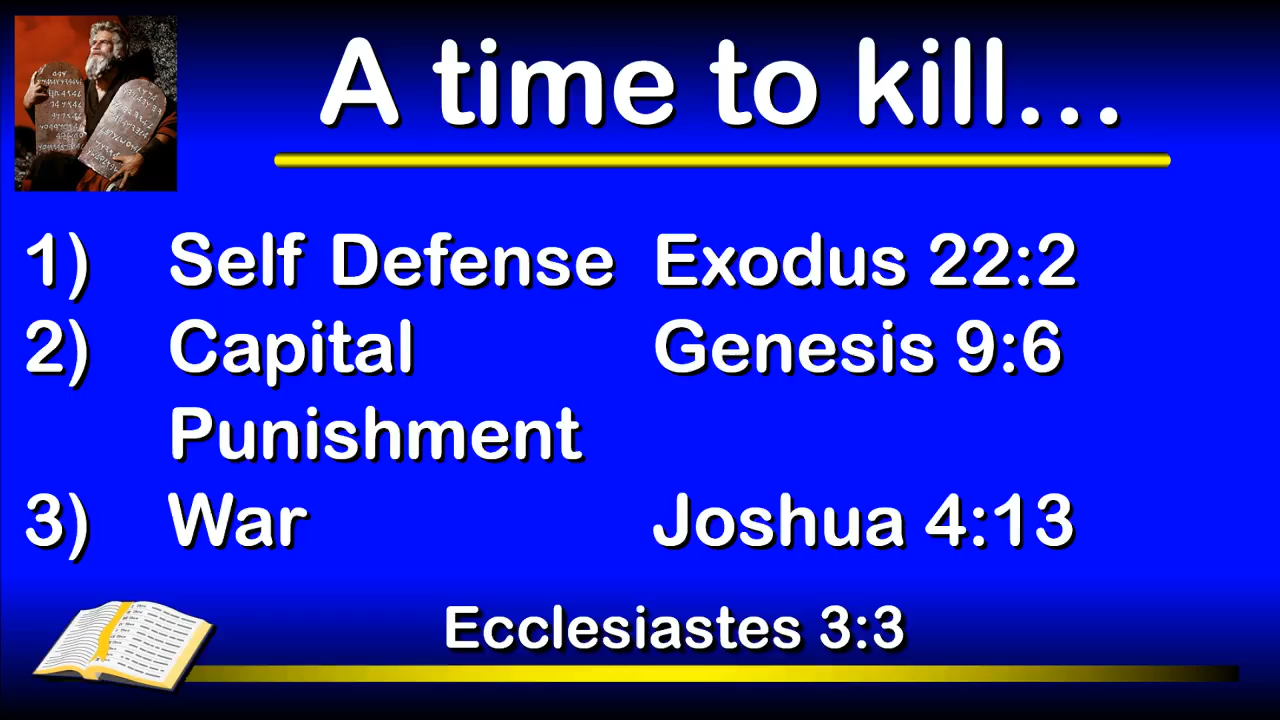 A time to kill...
1) Self Defense Exodus 22:2
2) Capital Genesis 9:6
Punishment
3) War Joshua 4:13
Ecclesiastes 3:3